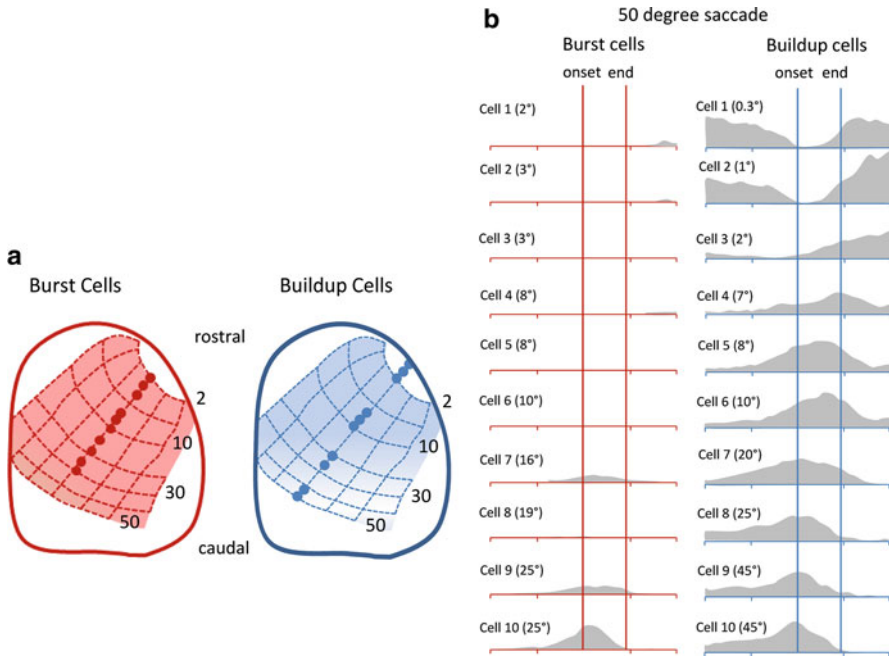 a
Burst Cells
Buildup Cells
rostral
2
10
30
50
caudal
2
10
30
50
b
50 degree saccade
Burst cells
onset end
Cell 1 (2°)
Cell 2 (3°)
Cell 3 (3°)
Cell 4 (8°)
Cell 5 (8°)
Cell 6 (10°)
Cell 7 (16°)
Cell 8 (19°)
Cell 9 (25°)
Cell 10 (25°)
Buildup cells
onset end
Cell 1 (0.3°)
Cell 2 (1°)
Cell 3 (2°)
Cell 4 (7°)
Cell 5 (8°)
Cell 6 (10°)
Cell 7 (20°)
Cell 8 (25°)
Cell 9 (45°)
Cell 10 (45°)